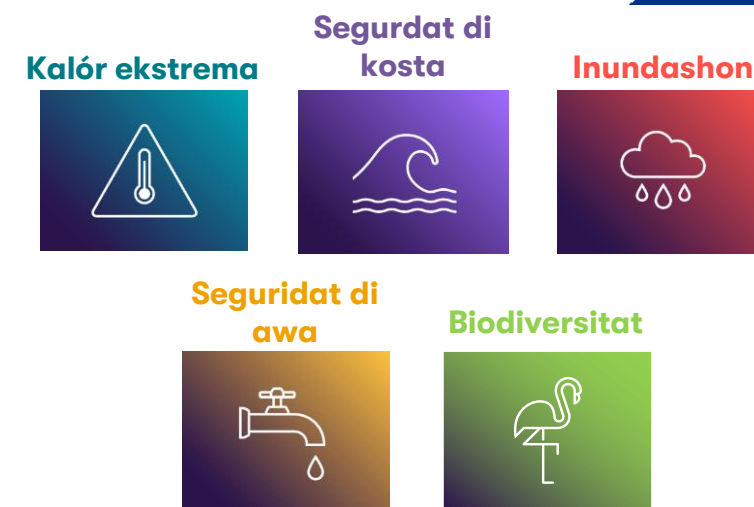 Segurdat di
kosta
Kalór ekstrema
Inundashon
Seguridat di
awa
Biodiversitat